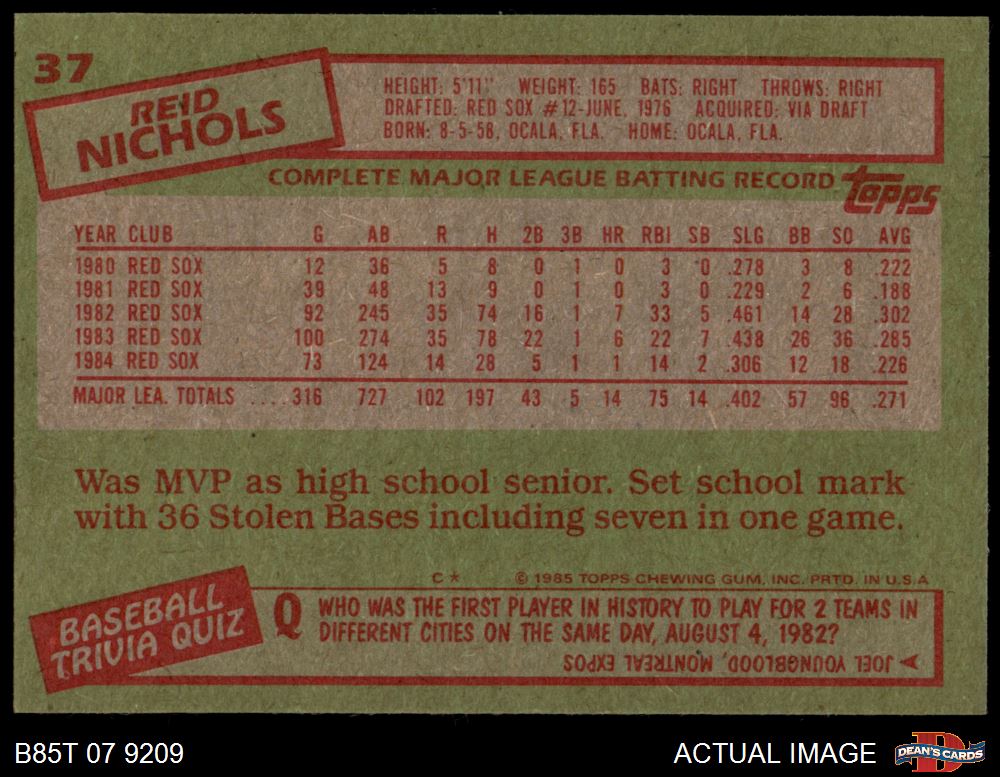 37
REID
NICHOLS
HEIGHT: 5'11" WEIGHT: 165 BATS: RIGHT THROWS: RIGHT
DRAFTED: RED SOX #12-JUNE, 1976 ACQUIRED: VIA DRAFT
BORN: 8-5-58, OCALA, FLA. HOME: OCALA, FLA.
COMPLETE MAJOR LEAGUE BATTING RECORD topps
YEAR CLUB G AB R H 2B 3B HR RBI SB SLG BB SO AVG
1980 RED SOX 12 36 5 8 0 1 0 3 0 .278 3 8 .222
1981 RED SOX 39 48 13 9 0 1 0 3 0 .229 2 6 .188
1982 RED SOX 92 245 35 74 16 1 7 33 5 .461 14 28 .302
1983 RED SOX 100 274 35 78 22 1 6 22 7 .438 26 36 .285
1984 RED SOX 73 124 14 28 5 1 1 14 2 .306 12 18 .226
MAJOR LEA. TOTALS ....316 727 102 197 43 5 14 75 14 .402 57 96 .271
Was MVP as high school senior. Set school mark
with 36 Stolen Bases including seven in one game.
C* © 1985 TOPPS CHEWING GUM, INC. PRTD. IN U.S.A
BASEBALL
TRIVIA QUIZ
Q WHO WAS THE FIRST PLAYER IN HISTORY TO PLAY FOR 2 TEAMS IN
DIFFERENT CITIES ON THE SAME DAY, AUGUST 4, 1982?
JOEL YOUNGBLOOD, MONTREAL EXPOS
B85T 07 9209 ACTUAL IMAGE D DEAN'S CARDS